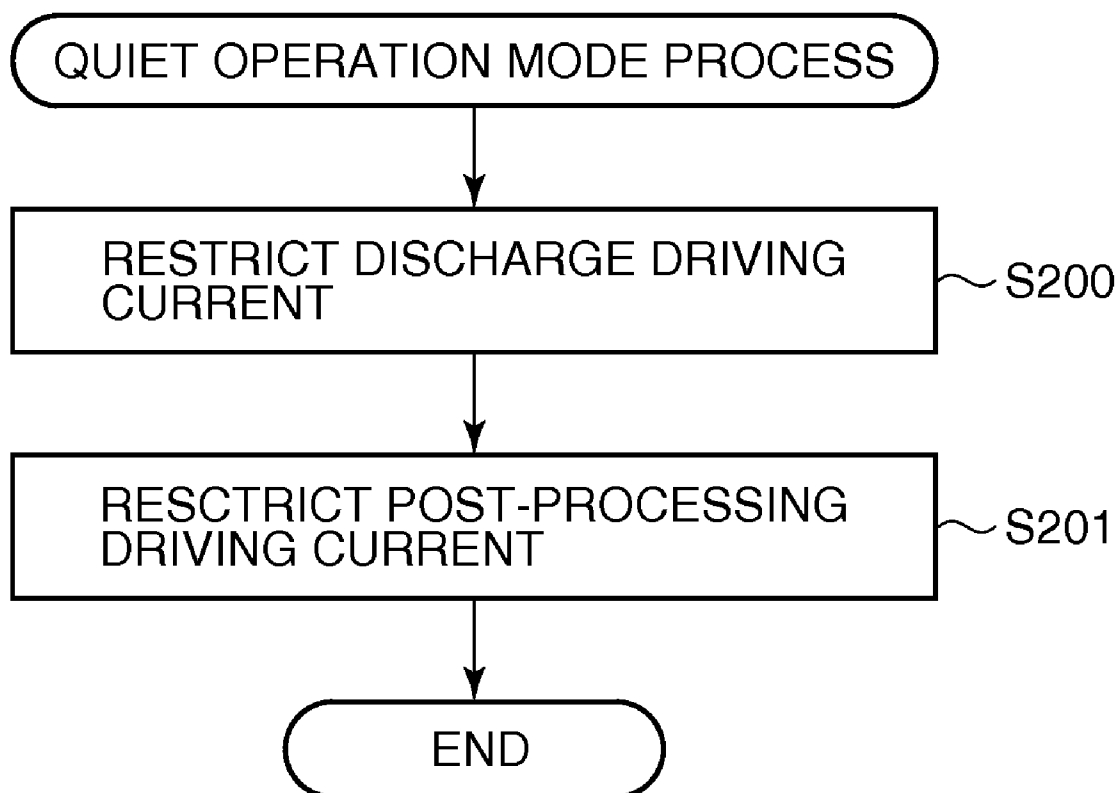 QUIET OPERATION MODE PROCESS
RESTRICT DISCHARGE DRIVING
CURRENT
S200
RESCTRICT POST-PROCESSING
DRIVING CURRENT
S201
END